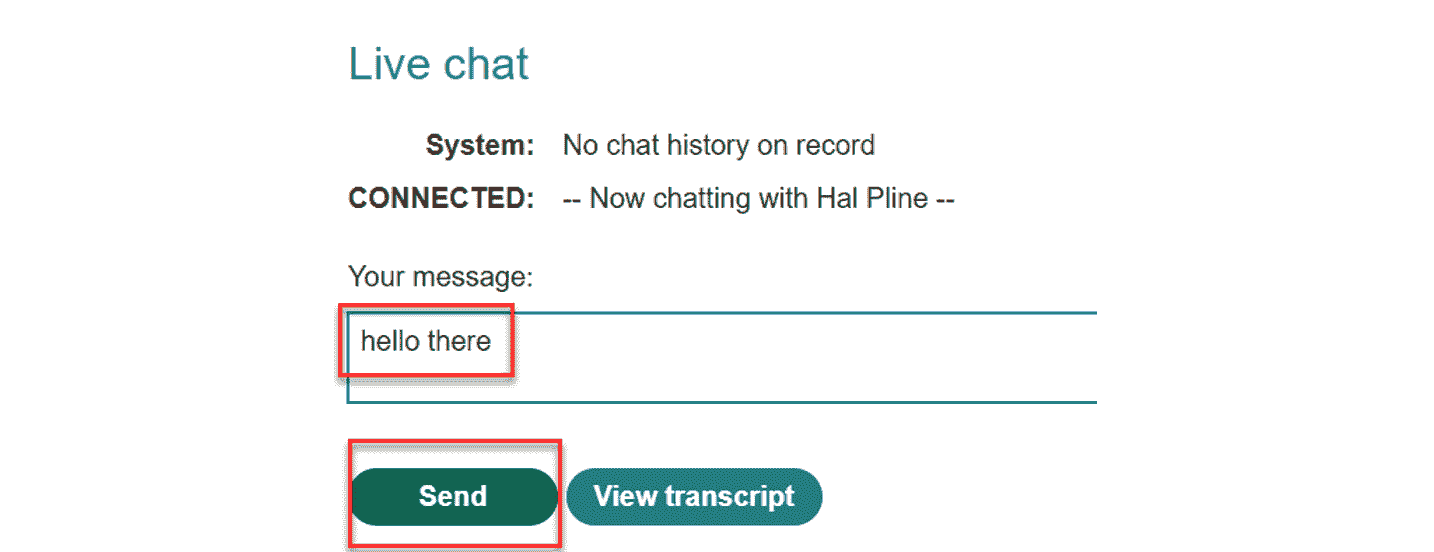 Live chat
System: No chat history on record
CONNECTED: -- Now chatting with Hal Pline --
Your message:
hello there
Send View transcript